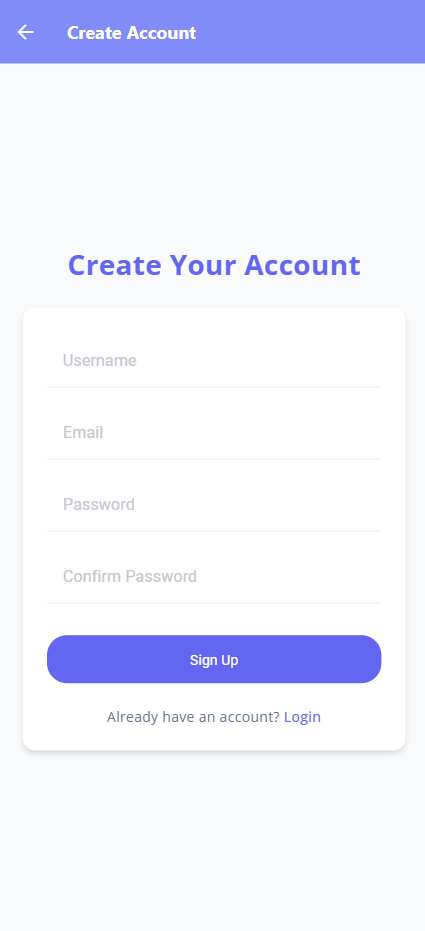 Create Account
Create Your Account
Username
Email
Password
Confirm Password
Sign Up
Already have an account? Login